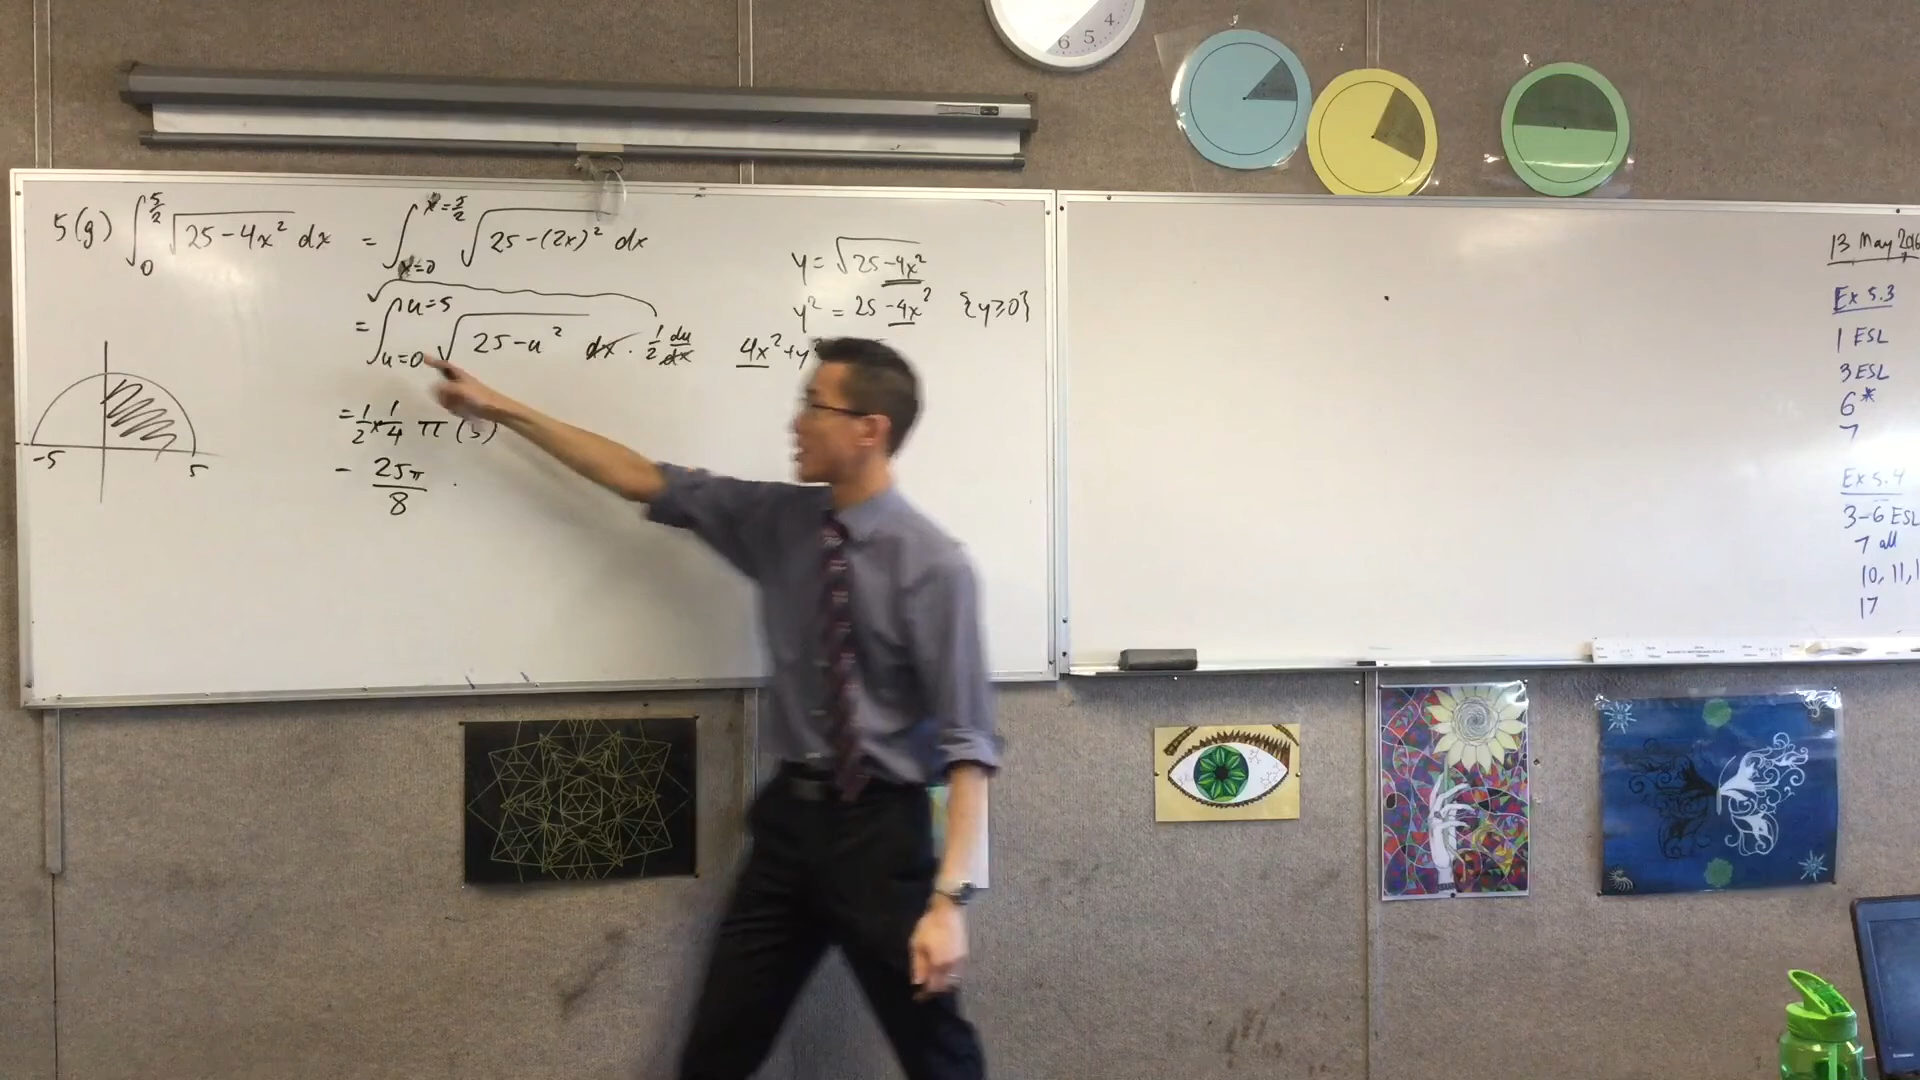 5(g) ∫₀^(5/2) √(25-4x²) dx = ∫_(x=0)^(x=5/2) √(25-(2x)²) dx
= ∫_(u=0)^(u=5) √(25-u²) dx · 1/2 du/dx
= 1/2 × 1/4 π (5)
- 25π/8
-5 5
y = √(25-4x²)
y² = 25-4x² {y≥0}
4x²+y²
13 May 2016
Ex 5.3
1 ESL
3 ESL
6*
7
Ex 5.4
3-6 ESL
7 all
10, 11, 1
17
6 5 4